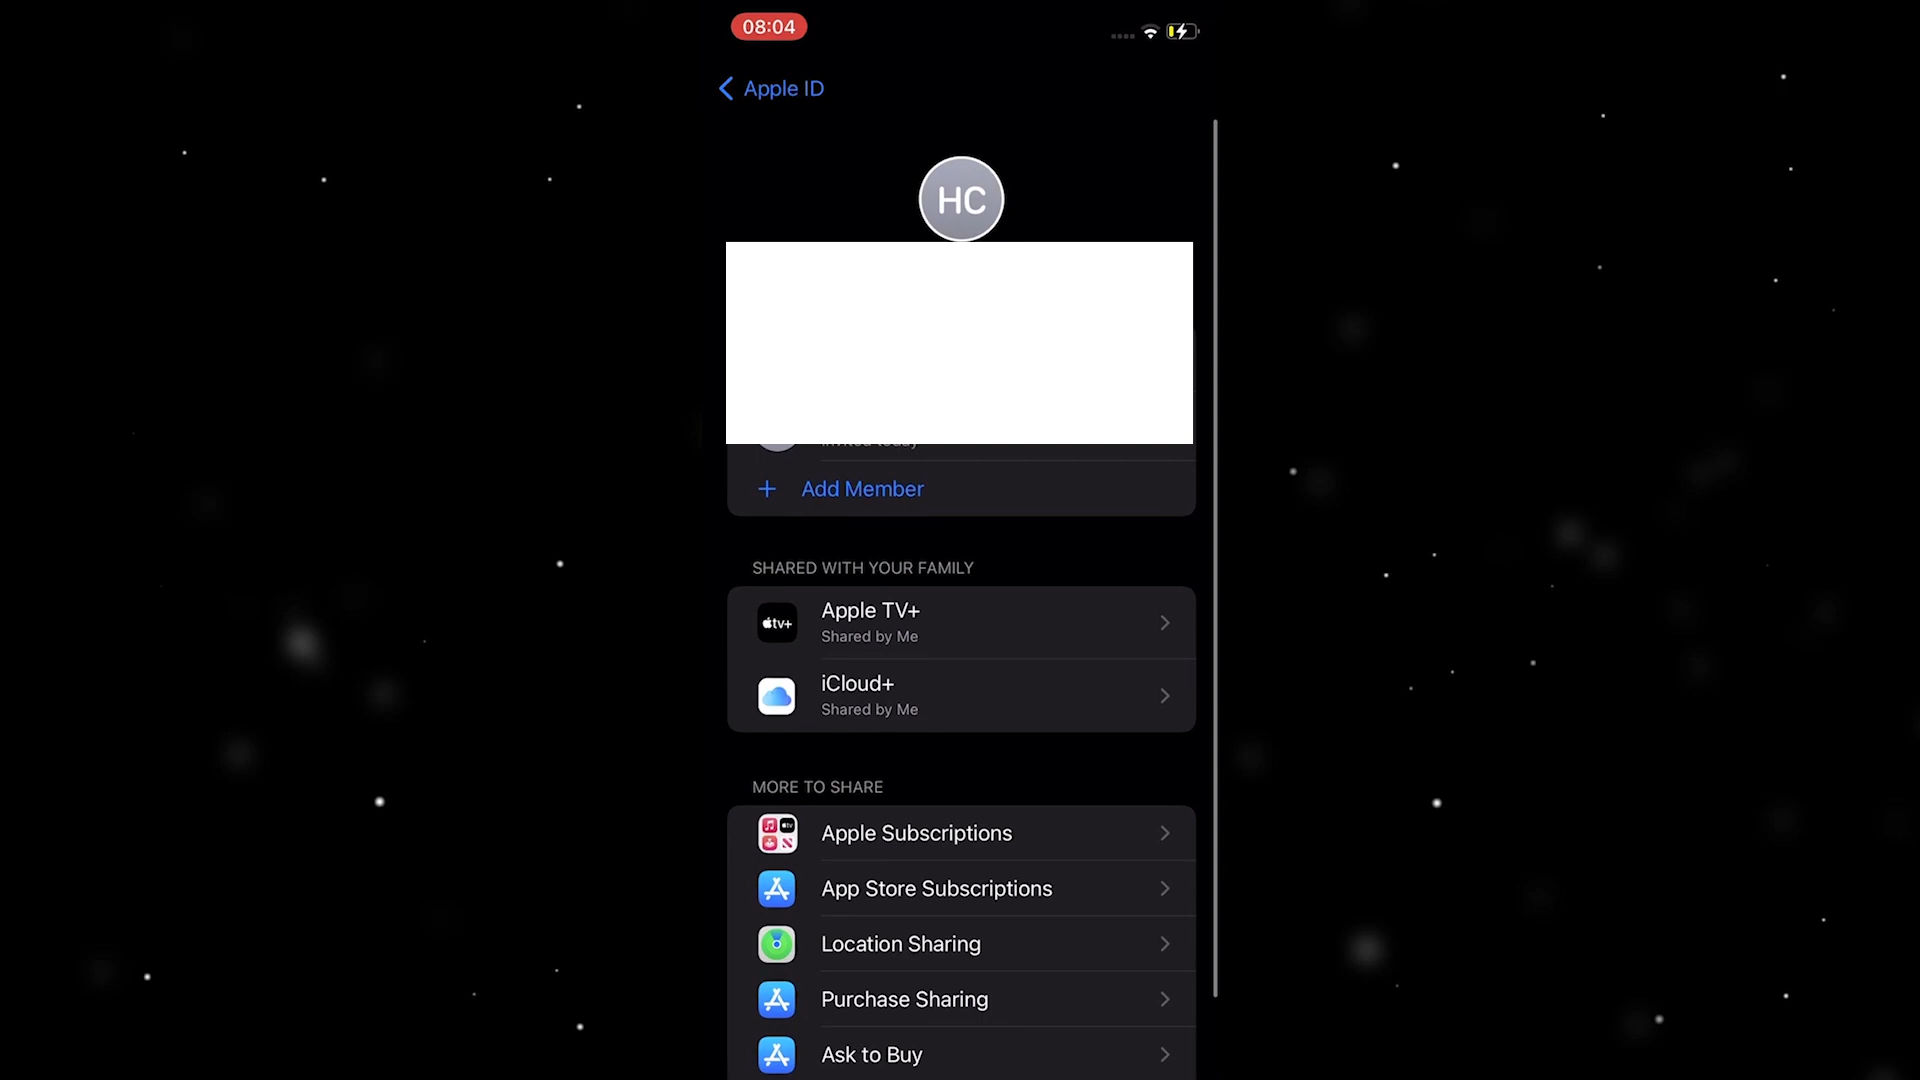 08:04
Apple ID
HC
Add Member
SHARED WITH YOUR FAMILY
tv+
Apple TV+
Shared by Me
iCloud+
Shared by Me
MORE TO SHARE
Apple Subscriptions
App Store Subscriptions
Location Sharing
Purchase Sharing
Ask to Buy